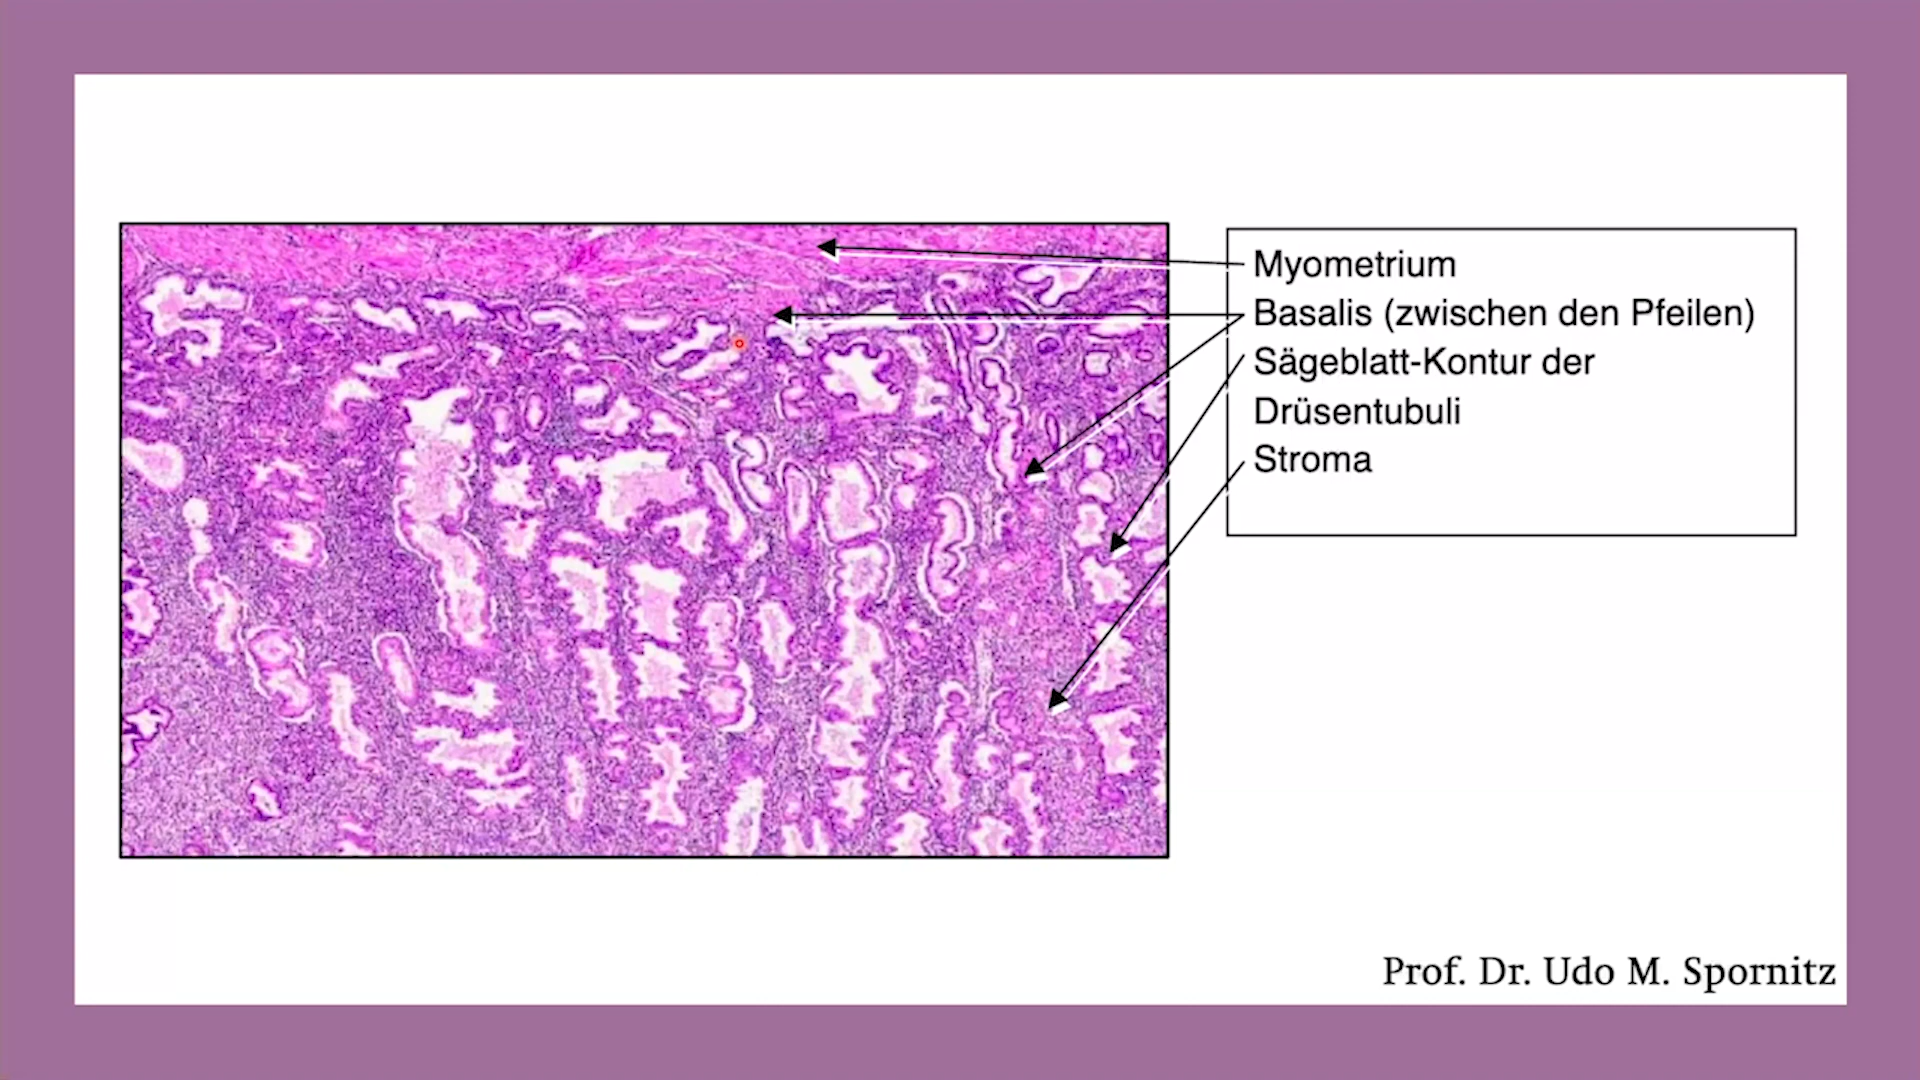 Myometrium
Basalis (zwischen den Pfeilen)
Sägeblatt-Kontur der
Drüsentubuli
Stroma
Prof. Dr. Udo M. Spornitz